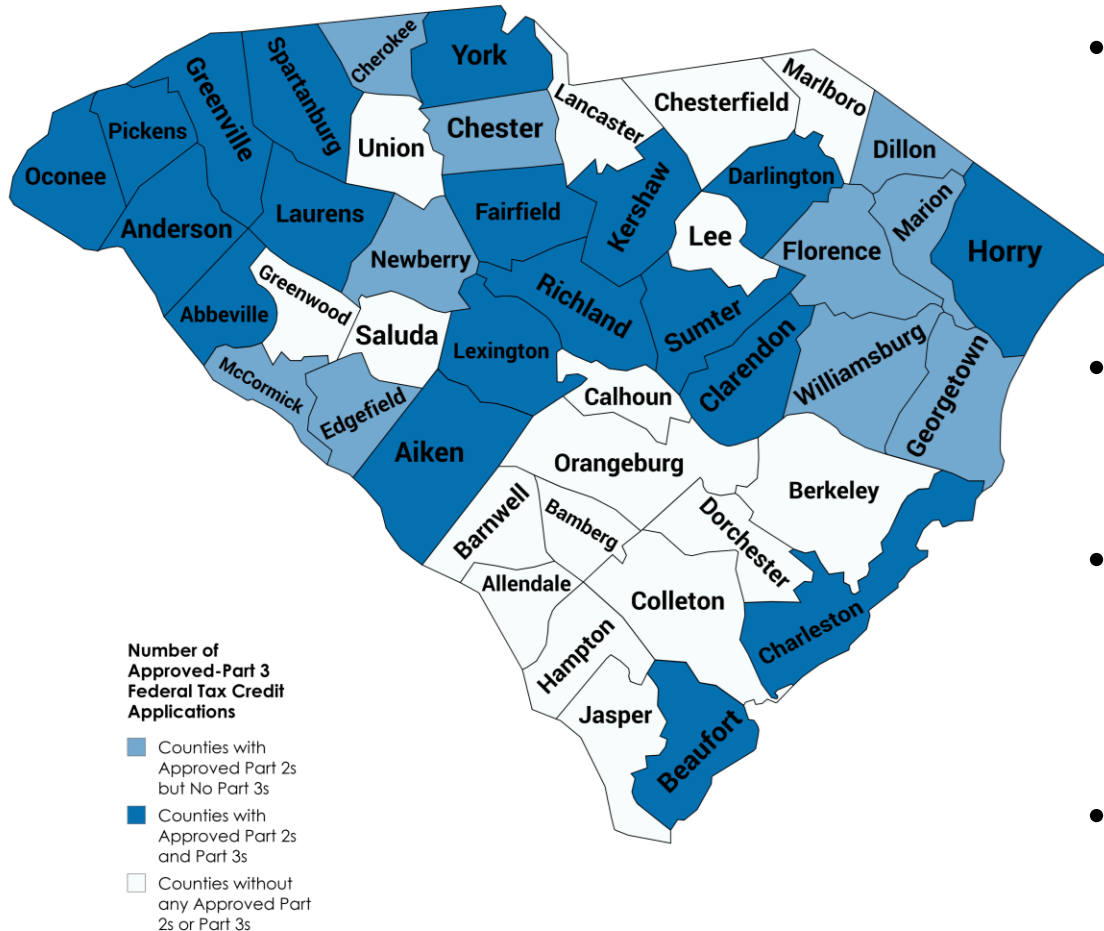 York
Cherokee
Spartanburg
Greenville
Pickens
Oconee
Marlboro
Chesterfield
Lancaster
Chester
Union
Dillon
Darlington
Anderson
Laurens
Fairfield
Kershaw
Marion
Lee
Florence
Horry
Newberry
Greenwood
Abbeville
Saluda
Richland
Sumter
Lexington
Clarendon
Williamsburg
Georgetown
McCormick
Edgefield
Calhoun
Aiken
Orangeburg
Berkeley
Barnwell
Bamberg
Dorchester
Allendale
Colleton
Charleston
Hampton
Jasper
Beaufort
Number of
Approved-Part 3
Federal Tax Credit
Applications
Counties with
Approved Part 2s
but No Part 3s
Counties with
Approved Part 2s
and Part 3s
Counties without
any Approved Part
2s or Part 3s